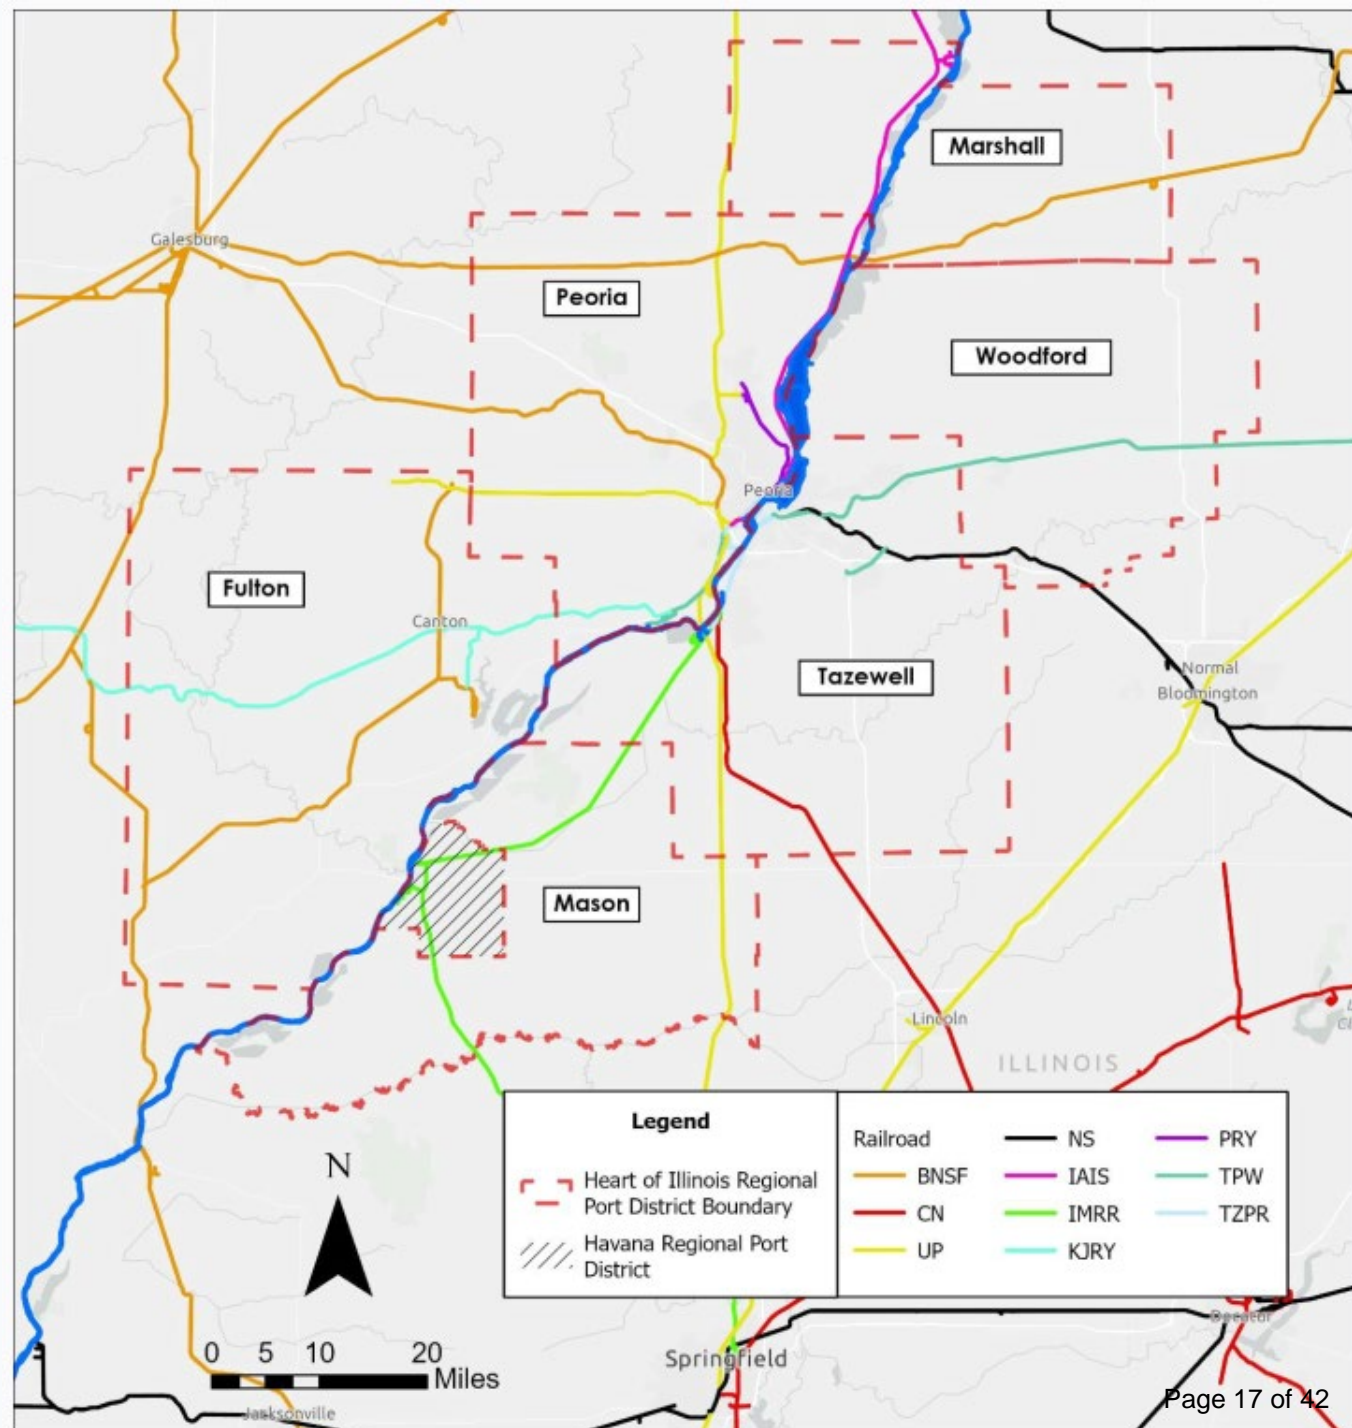 Marshall
Galesburg
Peoria
Woodford
Peoria
Fulton
Canton
Tazewell
Normal
Bloomington
Mason
Lincoln
ILLINOIS
Legend
Heart of Illinois Regional
Port District Boundary
Havana Regional Port
District
Railroad
BNSF
CN
UP
NS
IAIS
IMRR
KJRY
PRY
TPW
TZPR
N
0 5 10 20
Miles
Springfield
Decatur
Jacksonville
Page 17 of 42